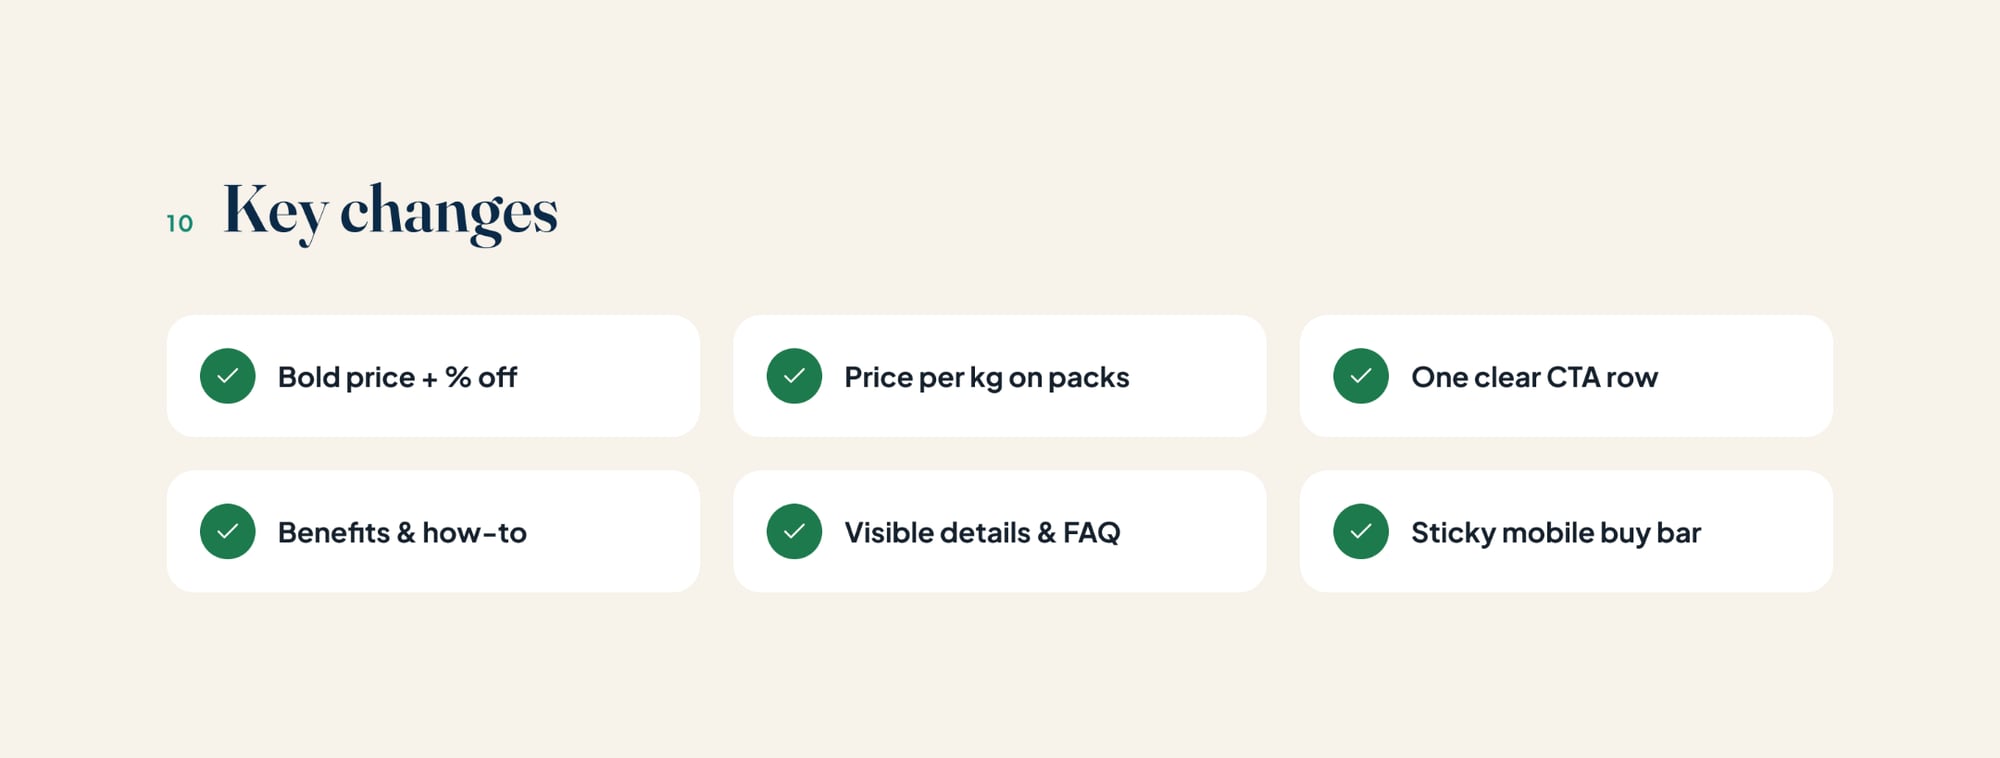 10 Key changes
Bold price + % off
Price per kg on packs
One clear CTA row
Benefits & how-to
Visible details & FAQ
Sticky mobile buy bar